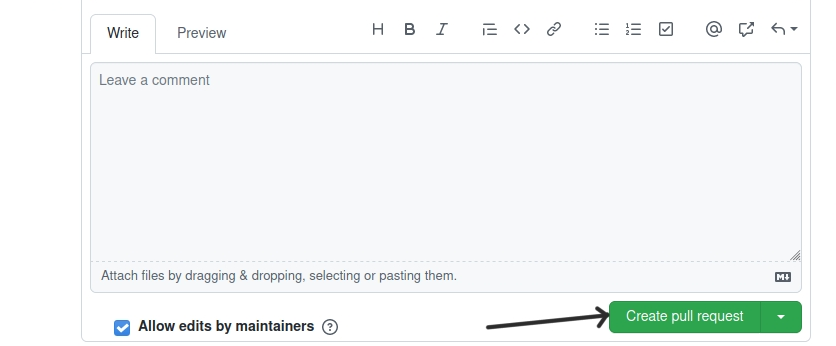 Write Preview
Leave a comment
Attach files by dragging & dropping, selecting or pasting them.
Allow edits by maintainers
Create pull request